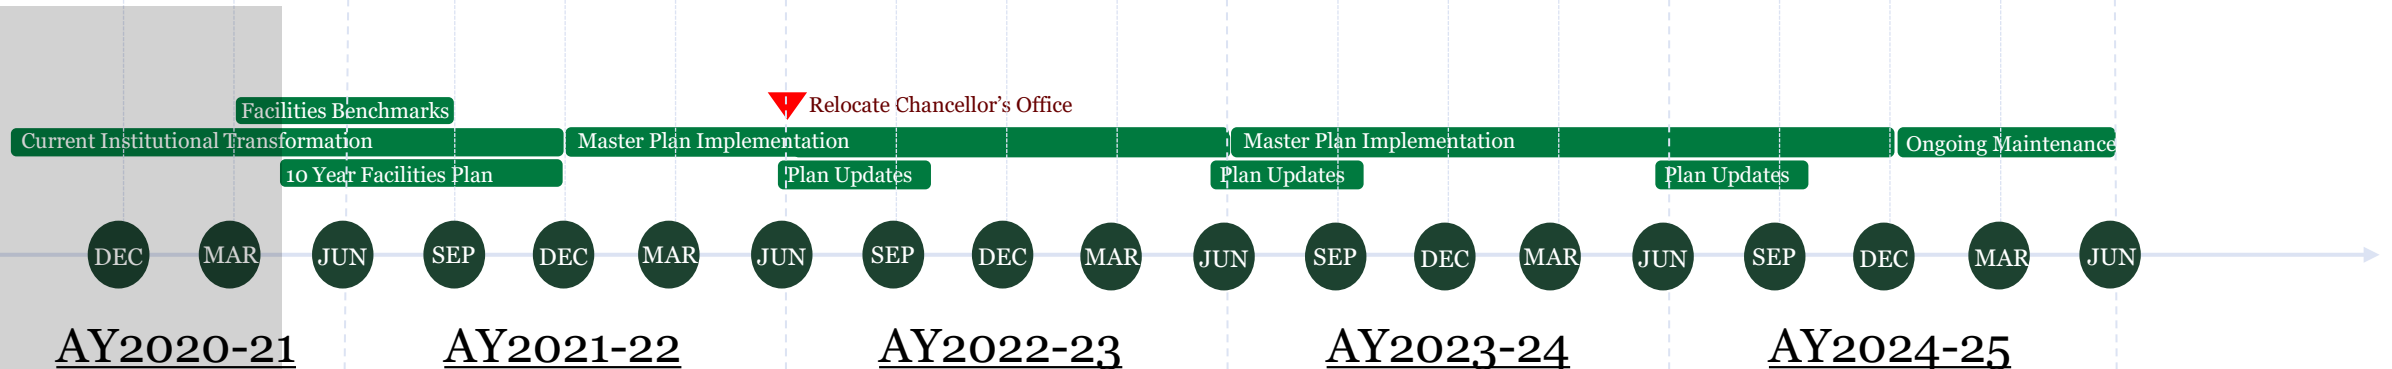 Facilities Benchmarks
Relocate Chancellor’s Office
Current Institutional Transformation
Master Plan Implementation
Master Plan Implementation
Ongoing Maintenance
10 Year Facilities Plan
Plan Updates
Plan Updates
Plan Updates
DEC
MAR
JUN
SEP
DEC
MAR
JUN
SEP
DEC
MAR
JUN
SEP
DEC
MAR
JUN
SEP
DEC
MAR
JUN
AY2020-21
AY2021-22
AY2022-23
AY2023-24
AY2024-25